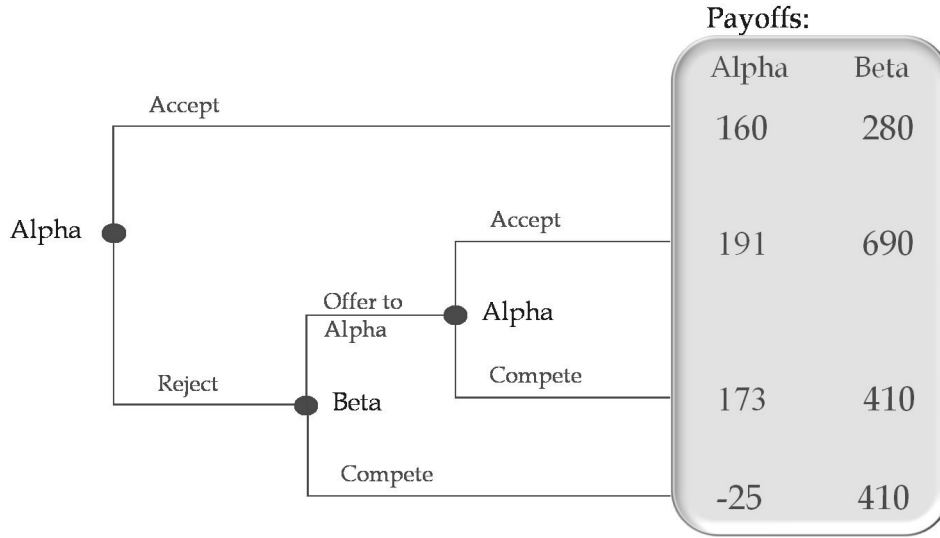 Payoffs:
Alpha Beta
Accept
160 280
Alpha
Accept
191 690
Offer to
Alpha
Alpha
Reject
Compete
173 410
Beta
Compete
-25 410